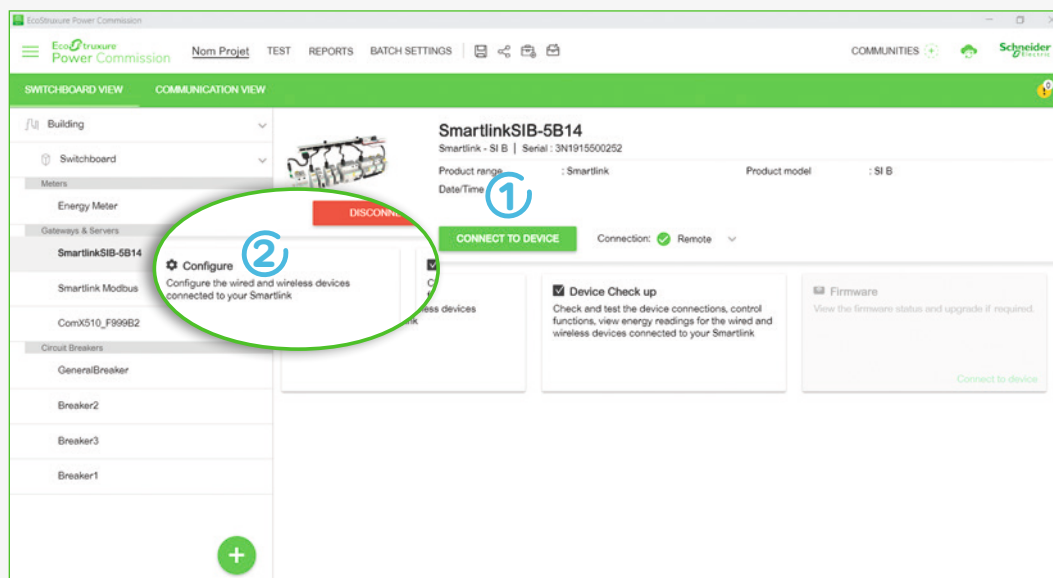 EcoStruxure Power Commission
EcoStruxure
Power Commission
Nom Projet
TEST
REPORTS
BATCH SETTINGS
COMMUNITIES
Schneider
Electric
SWITCHBOARD VIEW
COMMUNICATION VIEW
0
Building
Switchboard
Meters
Energy Meter
Gateways & Servers
SmartlinkSIB-5B14
Smartlink Modbus
ComX510_F999B2
Circuit Breakers
GeneralBreaker
Breaker2
Breaker3
Breaker1
SmartlinkSIB-5B14
Smartlink - SI B | Serial : 3N1915500252
Product range : Smartlink
Product model : SI B
Date/Time
1
CONNECT TO DEVICE
Connection: Remote
2
Configure
Configure the wired and wireless devices
connected to your Smartlink
Device Check up
Check and test the device connections, control
functions, view energy readings for the wired and
wireless devices connected to your Smartlink
Firmware
View the firmware status and upgrade if required.
Connect to device